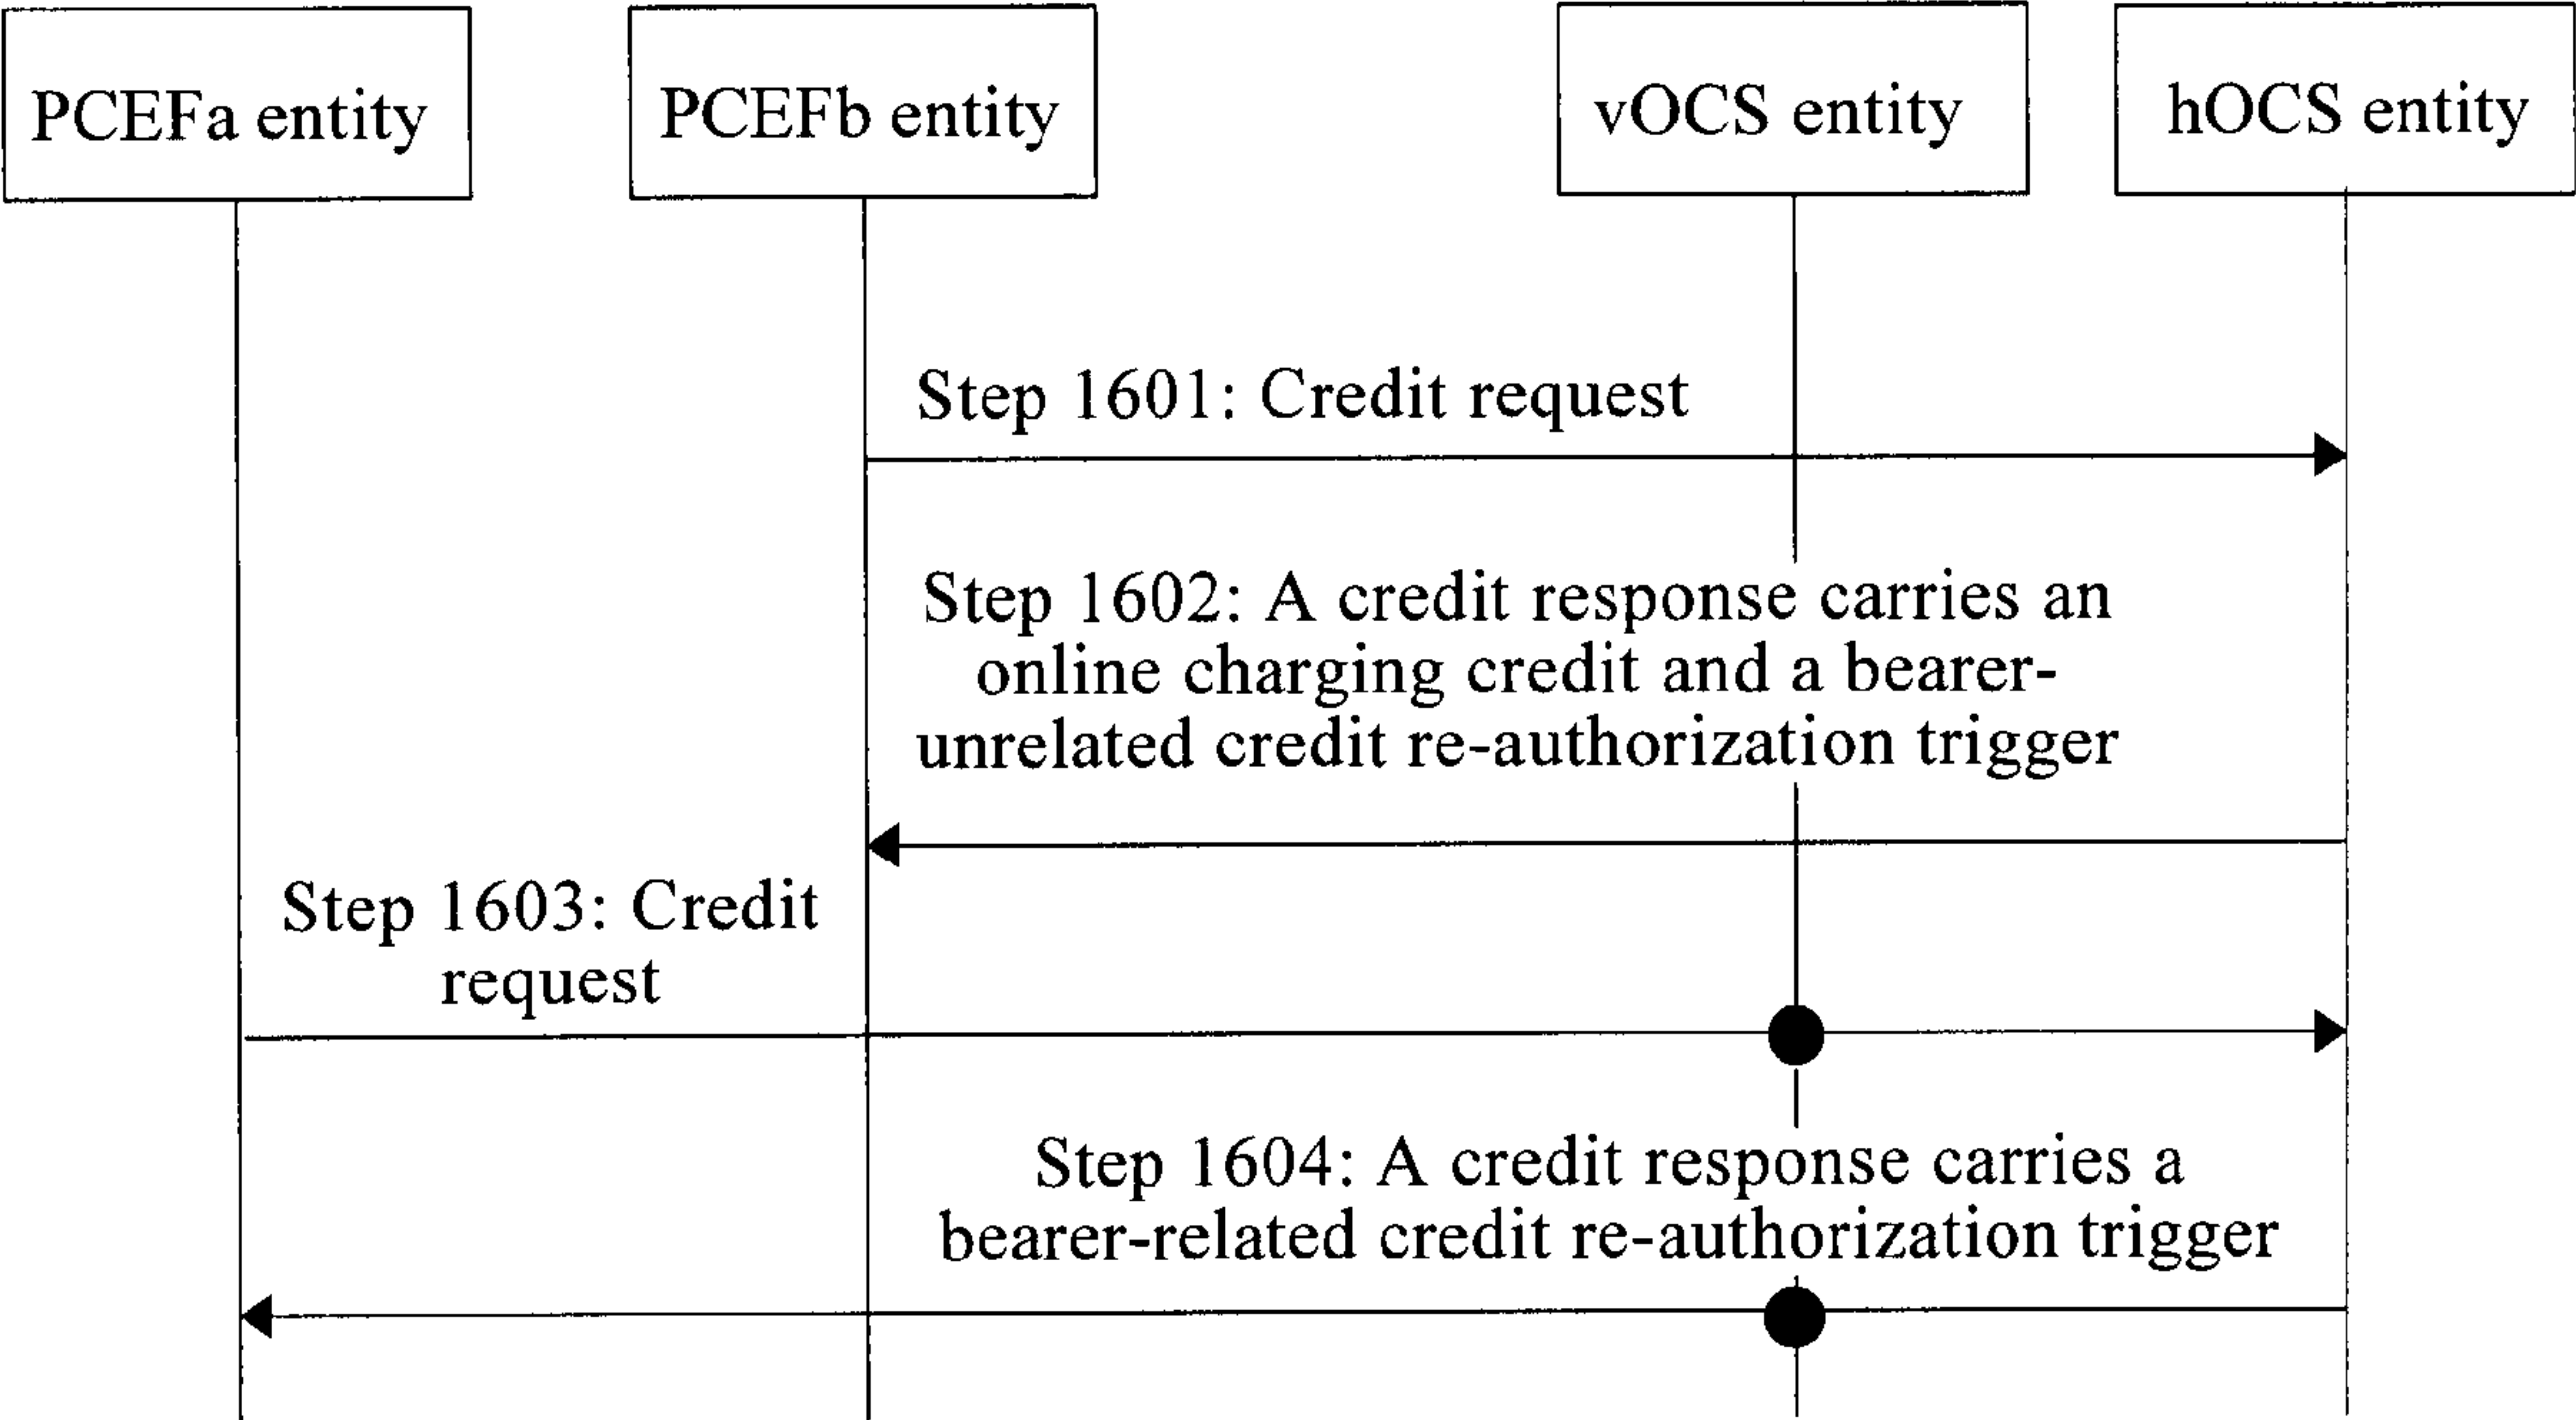 PCEFa entity
PCEFb entity
vOCS entity
hOCS entity
Step 1601: Credit request
Step 1602: A credit response carries an
online charging credit and a bearer-
unrelated credit re-authorization trigger
Step 1603: Credit
request
Step 1604: A credit response carries a
bearer-related credit re-authorization trigger